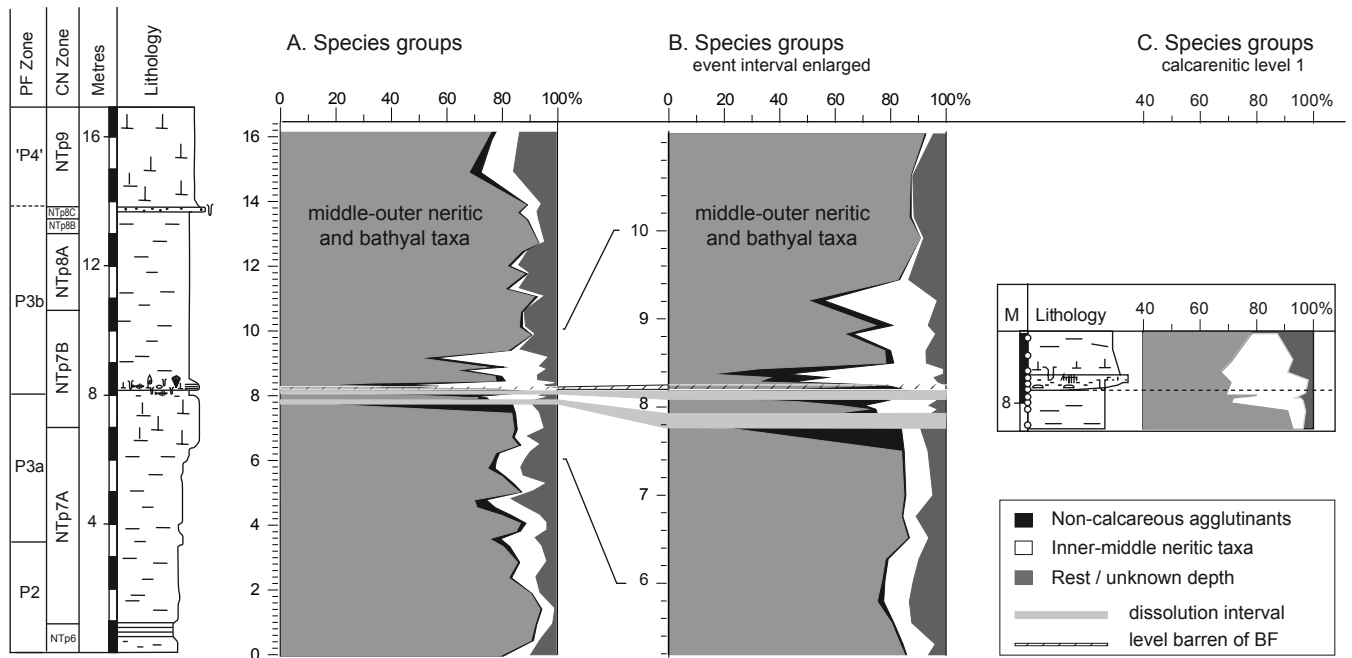 PF Zone
CN Zone
Metres
Lithology
'P4'
P3b
P3a
P2
NTp9
NTp8C
NTp8B
NTp8A
NTp7B
NTp7A
NTp6
16
12
8
4
A. Species groups
0 20 40 60 80 100%
16
14
12
10
8
6
4
2
0
middle-outer neritic
and bathyal taxa
B. Species groups
event interval enlarged
0 20 40 60 80 100%
10
9
8
7
6
middle-outer neritic
and bathyal taxa
C. Species groups
calcarenitic level 1
40 60 80 100%
M Lithology
40 60 80 100%
8
Non-calcareous agglutinants
Inner-middle neritic taxa
Rest / unknown depth
dissolution interval
level barren of BF